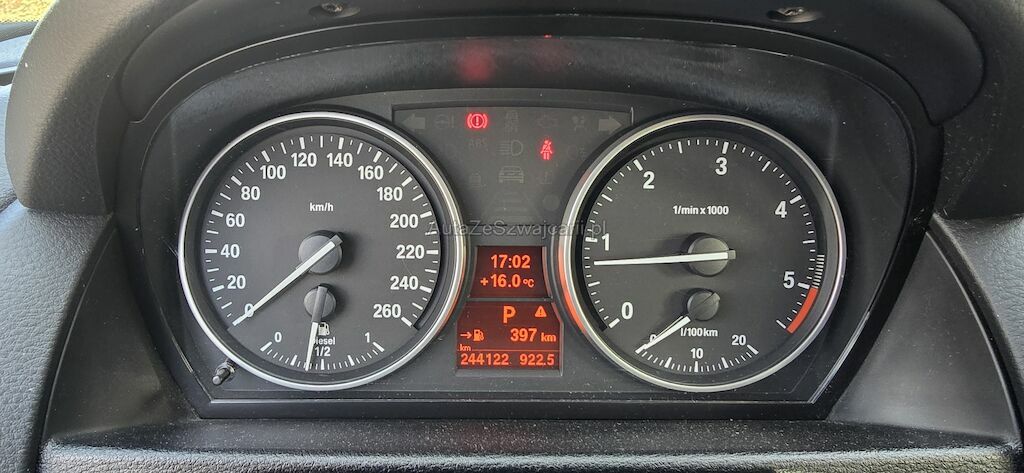 ABS
0 20 40 60 80 100 120 140 160 180 200 220 240 260
km/h
0 1/2 1
Diesel
AutaZeSzwajcarii.pl
17:02
+16.0°C
P
397 km
km
244122 922.5
0 1 2 3 4 5
1/min x 1000
l/100km
0 10 20